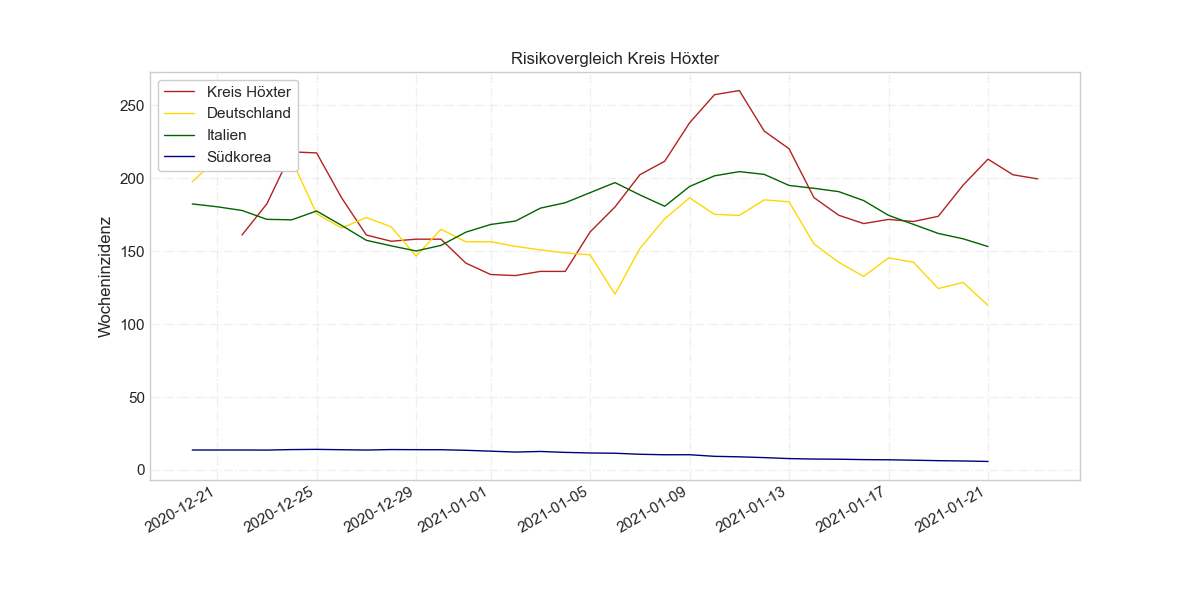 Risikovergleich Kreis Höxter
Kreis Höxter
Deutschland
Italien
Südkorea
Wocheninzidenz
250
200
150
100
50
0
2020-12-21
2020-12-25
2020-12-29
2021-01-01
2021-01-05
2021-01-09
2021-01-13
2021-01-17
2021-01-21